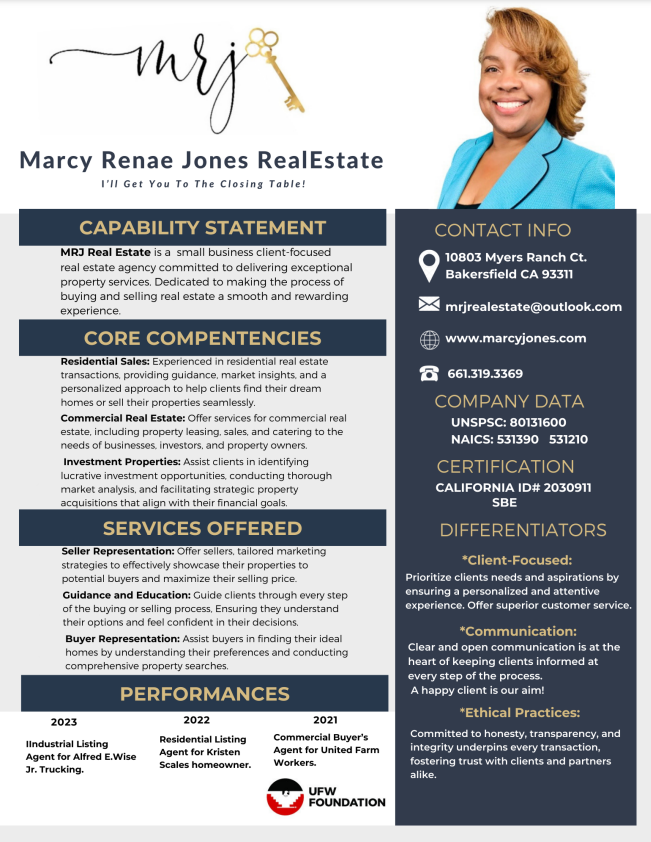 mrj
Marcy Renae Jones RealEstate
I'll Get You To The Closing Table!
CAPABILITY STATEMENT
MRJ Real Estate is a small business client-focused
real estate agency committed to delivering exceptional
property services. Dedicated to making the process of
buying and selling real estate a smooth and rewarding
experience.
CORE COMPENTENCIES
Residential Sales: Experienced in residential real estate
transactions, providing guidance, market insights, and a
personalized approach to help clients find their dream
homes or sell their properties seamlessly.
Commercial Real Estate: Offer services for commercial real
estate, including property leasing, sales, and catering to the
needs of businesses, investors, and property owners.
Investment Properties: Assist clients in identifying
lucrative investment opportunities, conducting thorough
market analysis, and facilitating strategic property
acquisitions that align with their financial goals.
SERVICES OFFERED
Seller Representation: Offer sellers, tailored marketing
strategies to effectively showcase their properties to
potential buyers and maximize their selling price.
Guidance and Education: Guide clients through every step
of the buying or selling process, Ensuring they understand
their options and feel confident in their decisions.
Buyer Representation: Assist buyers in finding their ideal
homes by understanding their preferences and conducting
comprehensive property searches.
PERFORMANCES
2023
IIndustrial Listing
Agent for Alfred E.Wise
Jr. Trucking.
2022
Residential Listing
Agent for Kristen
Scales homeowner.
2021
Commercial Buyer's
Agent for United Farm
Workers.
UFW
FOUNDATION
CONTACT INFO
10803 Myers Ranch Ct.
Bakersfield CA 93311
mrjrealestate@outlook.com
www.marcyjones.com
661.319.3369
COMPANY DATA
UNSPSC: 80131600
NAICS: 531390 531210
CERTIFICATION
CALIFORNIA ID# 2030911
SBE
DIFFERENTIATORS
*Client-Focused:
Prioritize clients needs and aspirations by
ensuring a personalized and attentive
experience. Offer superior customer service.
*Communication:
Clear and open communication is at the
heart of keeping clients informed at
every step of the process.
A happy client is our aim!
*Ethical Practices:
Committed to honesty, transparency, and
integrity underpins every transaction,
fostering trust with clients and partners
alike.